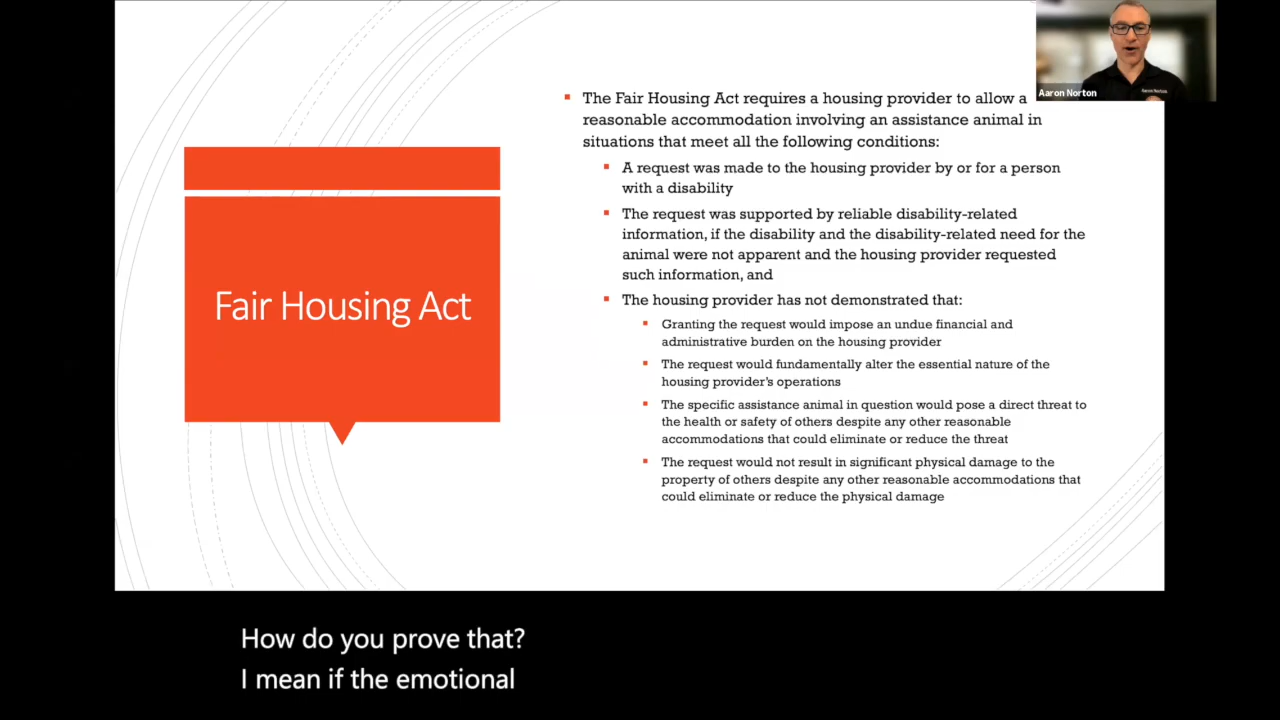 Aaron Norton
Fair Housing Act
▪ The Fair Housing Act requires a housing provider to allow a
reasonable accommodation involving an assistance animal in
situations that meet all the following conditions:
▪ A request was made to the housing provider by or for a person
with a disability
▪ The request was supported by reliable disability-related
information, if the disability and the disability-related need for the
animal were not apparent and the housing provider requested
such information, and
▪ The housing provider has not demonstrated that:
▪ Granting the request would impose an undue financial and
administrative burden on the housing provider
▪ The request would fundamentally alter the essential nature of the
housing provider's operations
▪ The specific assistance animal in question would pose a direct threat to
the health or safety of others despite any other reasonable
accommodations that could eliminate or reduce the threat
▪ The request would not result in significant physical damage to the
property of others despite any other reasonable accommodations that
could eliminate or reduce the physical damage
How do you prove that?
I mean if the emotional